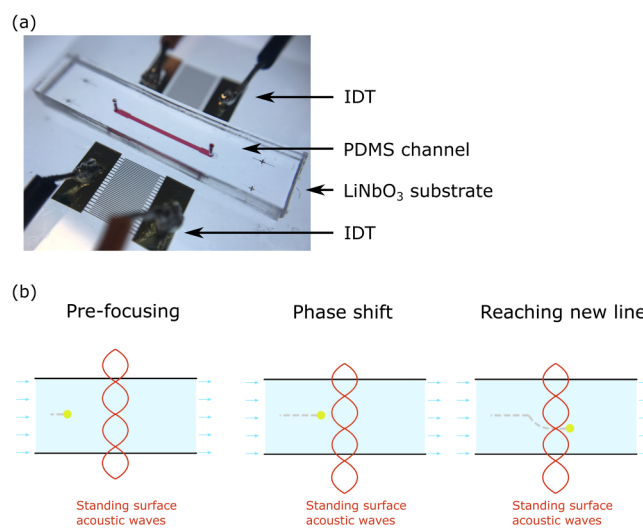 (a)
IDT
PDMS channel
LiNbO₃ substrate
IDT
(b)
Pre-focusing
Phase shift
Reaching new line
Standing surface
acoustic waves
Standing surface
acoustic waves
Standing surface
acoustic waves